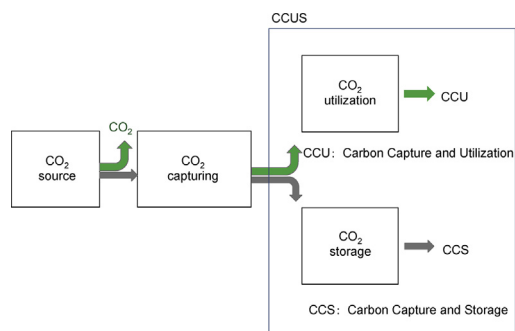 CCUS
CO₂
utilization
CCU
CO₂
CCU: Carbon Capture and Utilization
CO₂
source
CO₂
capturing
CO₂
storage
CCS
CCS: Carbon Capture and Storage